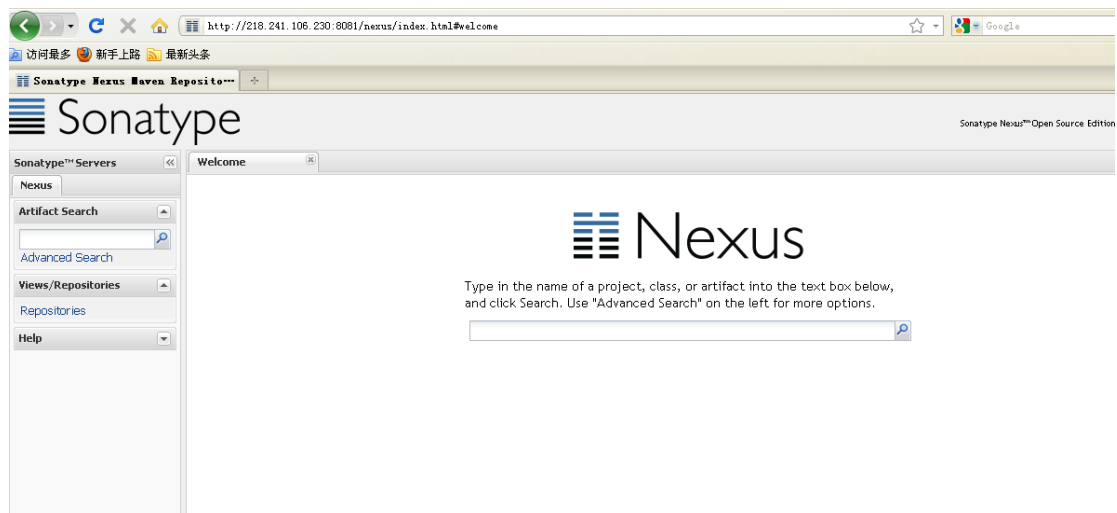 http://218.241.106.230:8081/nexus/index.html#welcome
Google
访问最多 新手上路 最新头条
Sonatype Nexus Maven Reposito...
Sonatype
Sonatype Nexus™ Open Source Edition
Sonatype™ Servers
Welcome
Nexus
Artifact Search
Advanced Search
Views/Repositories
Repositories
Help
Nexus
Type in the name of a project, class, or artifact into the text box below,
and click Search. Use "Advanced Search" on the left for more options.